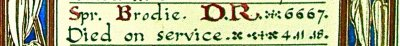 Spr. Brodie. D.R. 6667.
Died on service. 4.11.18.